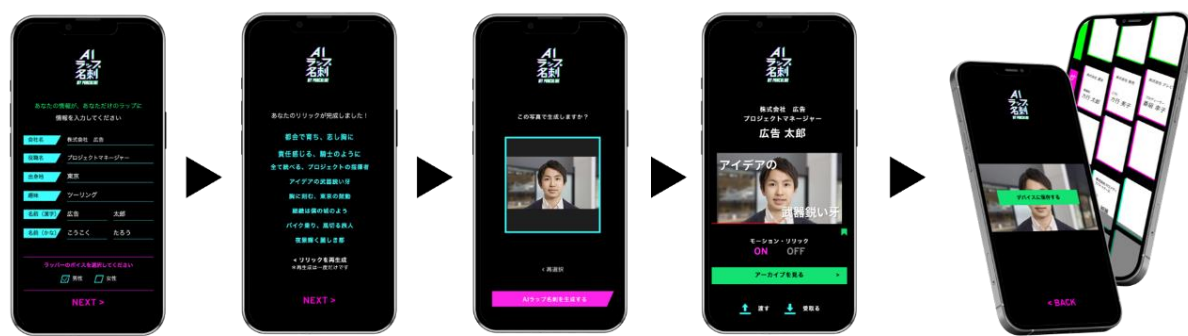 AI
ラップ
名刺
あなたの情報が、あなただけのラップに
情報を入力してください
会社名 株式会社 広告
役職名 プロジェクトマネージャー
出身地 東京
趣味 ツーリング
名前（漢字） 広告 太郎
名前（かな） こうこく たろう
ラッパーのボイスを選択してください
男性 女性
NEXT >
AI
ラップ
名刺
あなたのリリックが完成しました！
都会で育ち、志し胸に
責任感じる、騎士のように
全て統べる、プロジェクトの指導者
アイデアの武器鋭い牙
胸に刻む、東京の鼓動
バイク乗り、風切る旅人
夜景輝く麗しき都
+ リリックを再生成
※再生成は一度だけです
NEXT >
AI
ラップ
名刺
この写真で生成しますか？
< 再選択
AIラップ名刺を生成する
AI
ラップ
名刺
株式会社 広告
プロジェクトマネージャー
広告 太郎
アイデアの
武器鋭い牙
モーション・リリック
ON OFF
アーカイブを見る
渡す 受取る
AI
ラップ
名刺
デバイスに保存する
< BACK